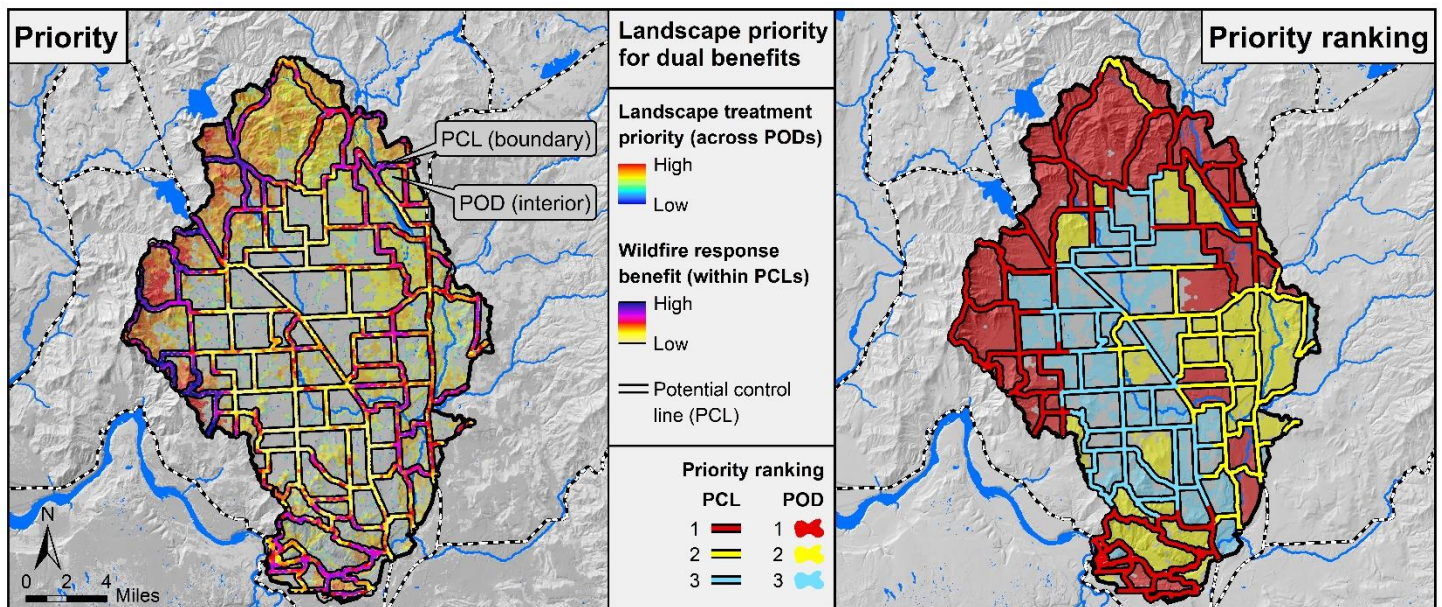 Priority
PCL (boundary)
POD (interior)
N
0 2 4
Miles
Landscape priority
for dual benefits
Landscape treatment
priority (across PODs)
High
Low
Wildfire response
benefit (within PCLs)
High
Low
Potential control
line (PCL)
Priority ranking
PCL POD
1 1
2 2
3 3
Priority ranking